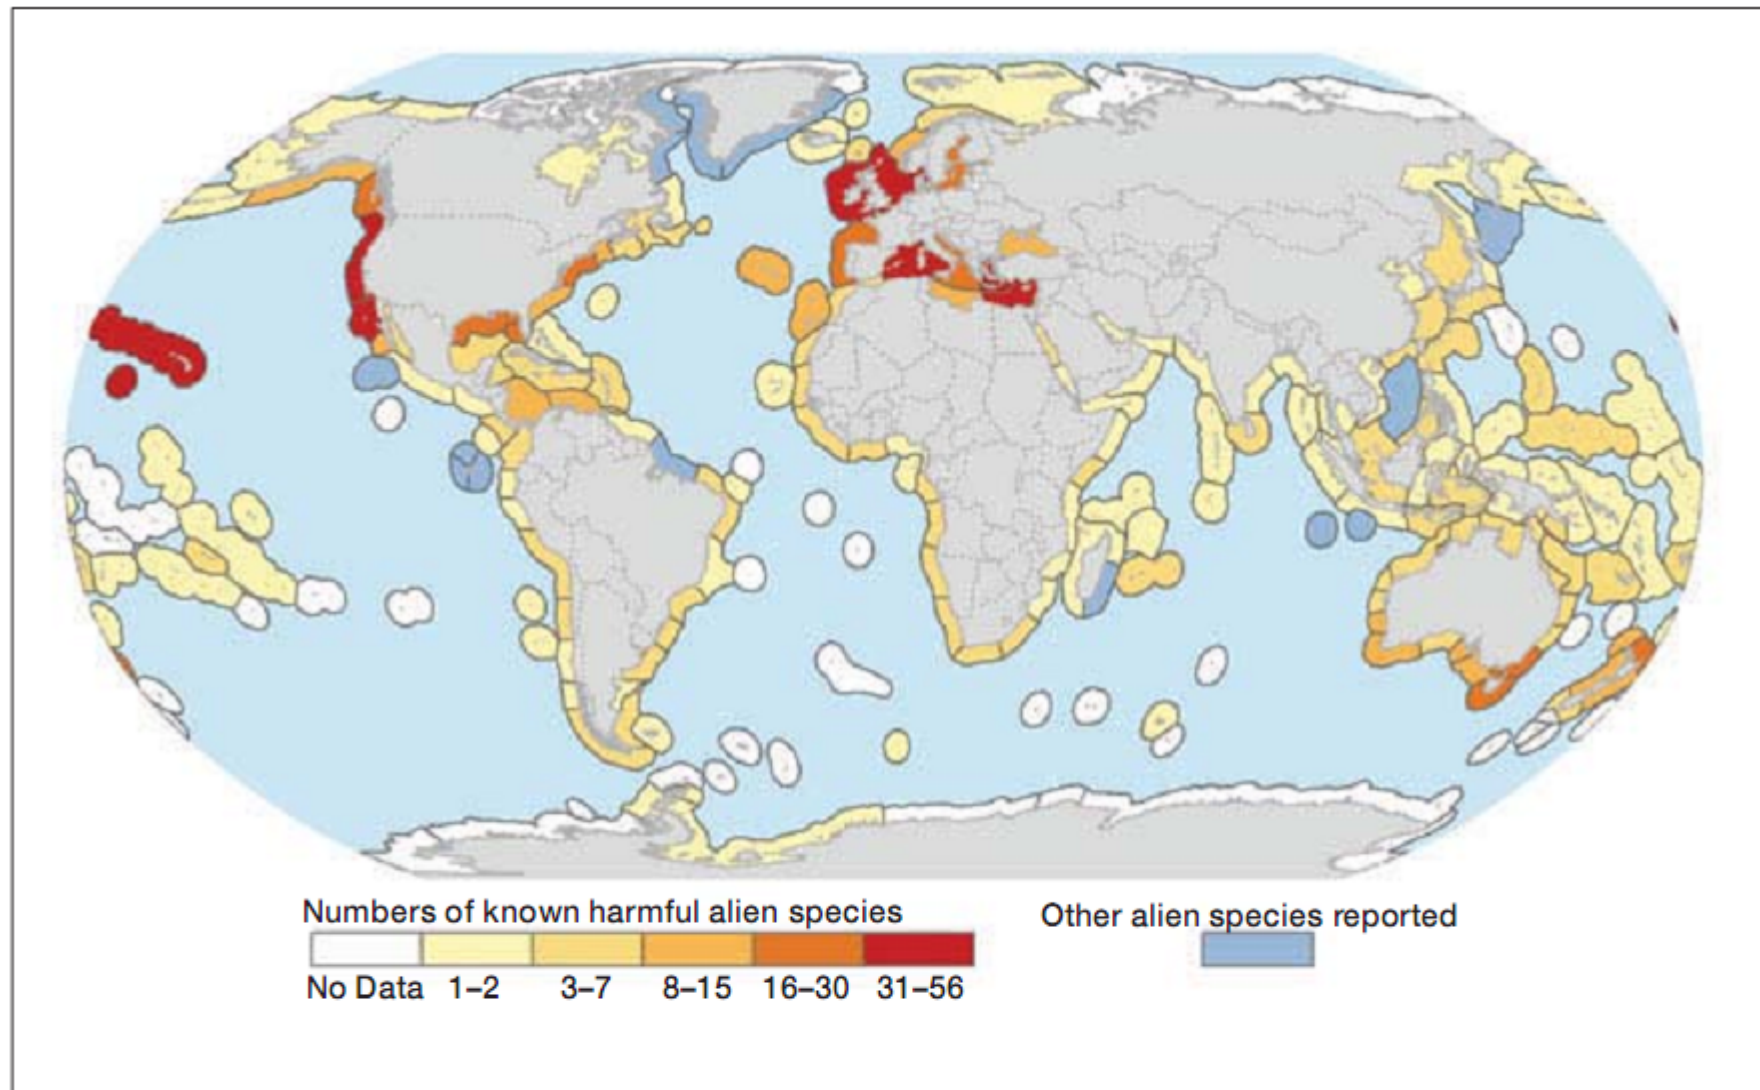 Numbers of known harmful alien species
Other alien species reported
No Data 1–2 3–7 8–15 16–30 31–56